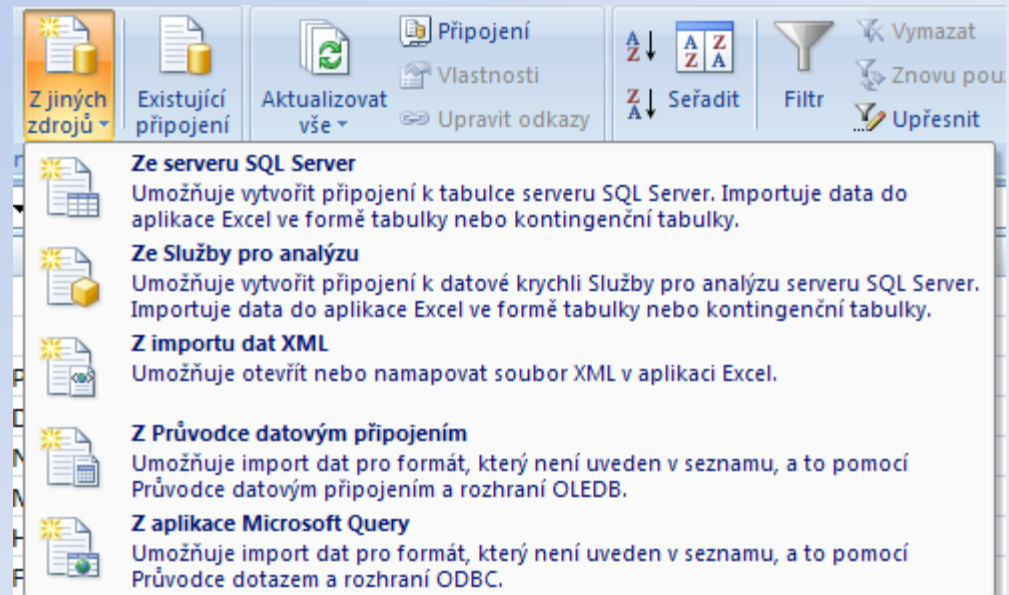 Z jiných
zdrojů
Existující
připojení
Aktualizovat
vše
Připojení
Vlastnosti
Upravit odkazy
A
Z
Z
A
A Z
Z A
Seřadit
Filtr
Vymazat
Znovu
Upřesnit
Ze serveru SQL Server
Umožňuje vytvořit připojení k tabulce serveru SQL Server. Importuje data do
aplikace Excel ve formě tabulky nebo kontingenční tabulky.
Ze Služby pro analýzu
Umožňuje vytvořit připojení k datové krychli Služby pro analýzu serveru SQL Server.
Importuje data do aplikace Excel ve formě tabulky nebo kontingenční tabulky.
Z importu dat XML
Umožňuje otevřít nebo namapovat soubor XML v aplikaci Excel.
Z Průvodce datovým připojením
Umožňuje import dat pro formát, který není uveden v seznamu, a to pomocí
Průvodce datovým připojením a rozhraní OLEDB.
Z aplikace Microsoft Query
Umožňuje import dat pro formát, který není uveden v seznamu, a to pomocí
Průvodce dotazem a rozhraní ODBC.